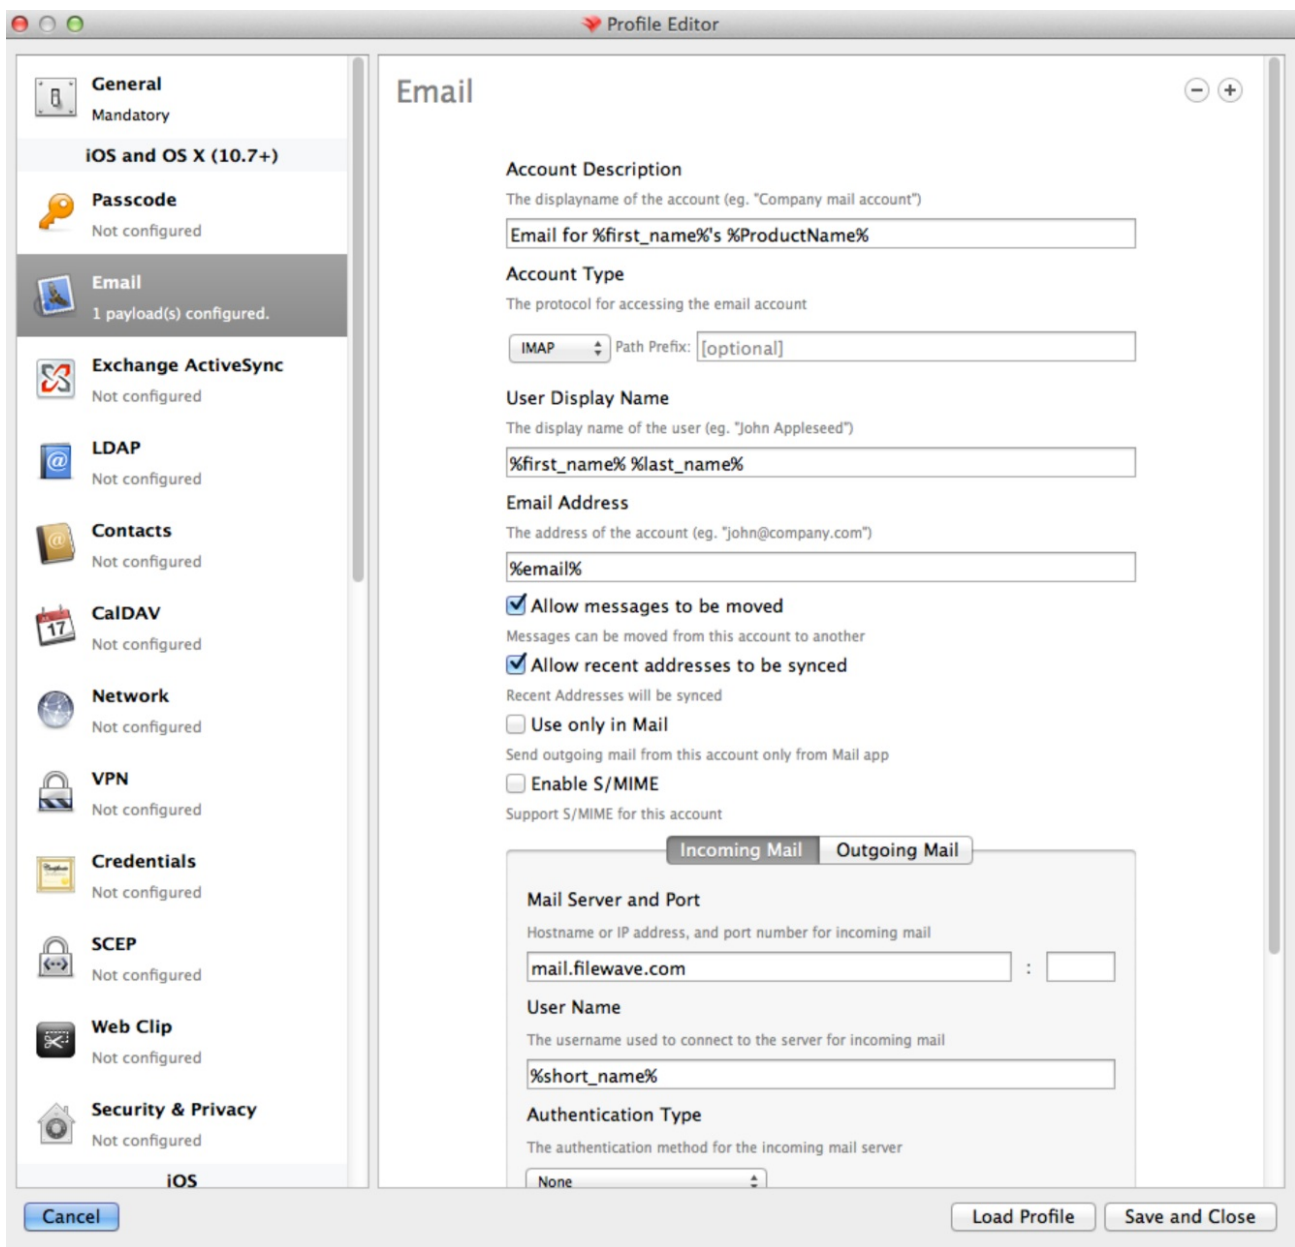 Profile Editor
General
Mandatory
iOS and OS X (10.7+)
Passcode
Not configured
Email
1 payload(s) configured.
Exchange ActiveSync
Not configured
LDAP
Not configured
Contacts
Not configured
CalDAV
17
Not configured
Network
Not configured
VPN
Not configured
Credentials
Not configured
SCEP
Not configured
Web Clip
Not configured
Security & Privacy
Not configured
iOS
Email
Account Description
The displayname of the account (eg. "Company mail account")
Email for %first_name%'s %ProductName%
Account Type
The protocol for accessing the email account
IMAP Path Prefix: [optional]
User Display Name
The display name of the user (eg. "John Appleseed")
%first_name% %last_name%
Email Address
The address of the account (eg. "john@company.com")
%email%
Allow messages to be moved
Messages can be moved from this account to another
Allow recent addresses to be synced
Recent Addresses will be synced
Use only in Mail
Send outgoing mail from this account only from Mail app
Enable S/MIME
Support S/MIME for this account
Incoming Mail Outgoing Mail
Mail Server and Port
Hostname or IP address, and port number for incoming mail
mail.filewave.com :
User Name
The username used to connect to the server for incoming mail
%short_name%
Authentication Type
The authentication method for the incoming mail server
None
Cancel Load Profile Save and Close